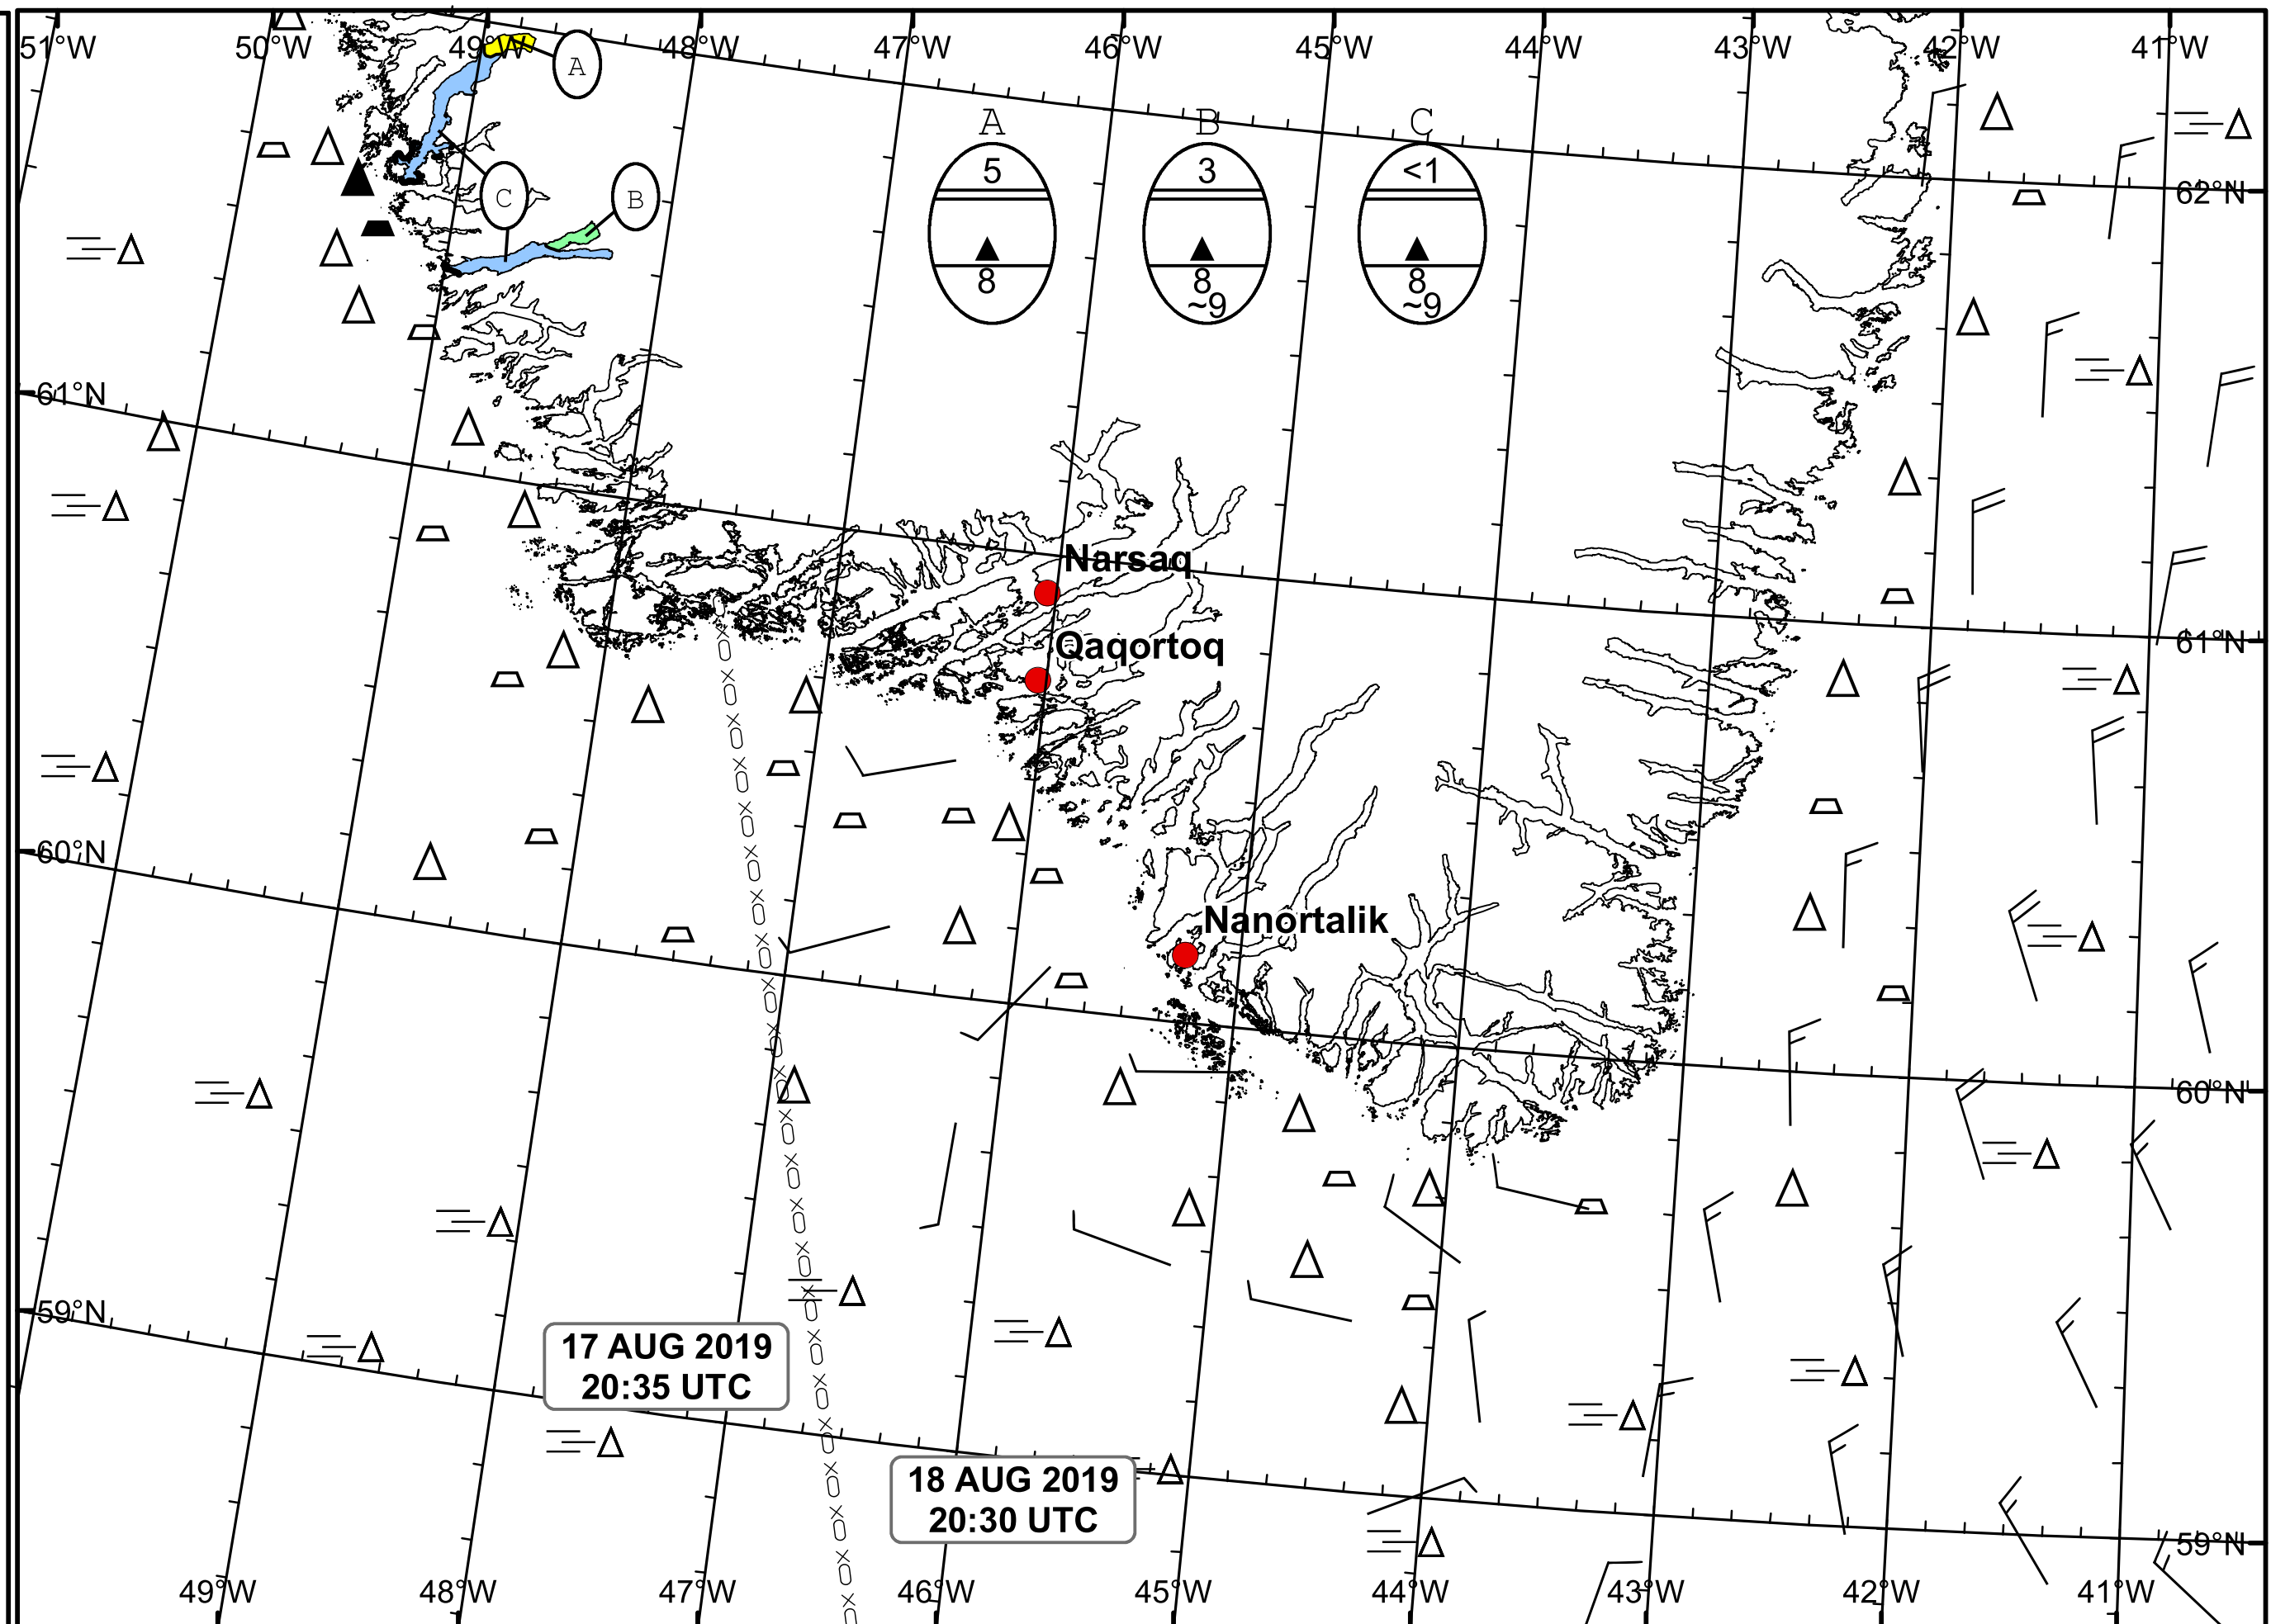 51°W 50°W 49°W 48°W 47°W 46°W 45°W 44°W 43°W 42°W 41°W
A
A B C
5 3 <1
62°N
C B
8 8 8
~9 ~9
61°N
Narsaq
61°N
Qaqortoq
60°N
Nanortalik
60°N
59°N
17 AUG 2019
20:35 UTC
18 AUG 2019
20:30 UTC
59°N
49°W 48°W 47°W 46°W 45°W 44°W 43°W 42°W 41°W